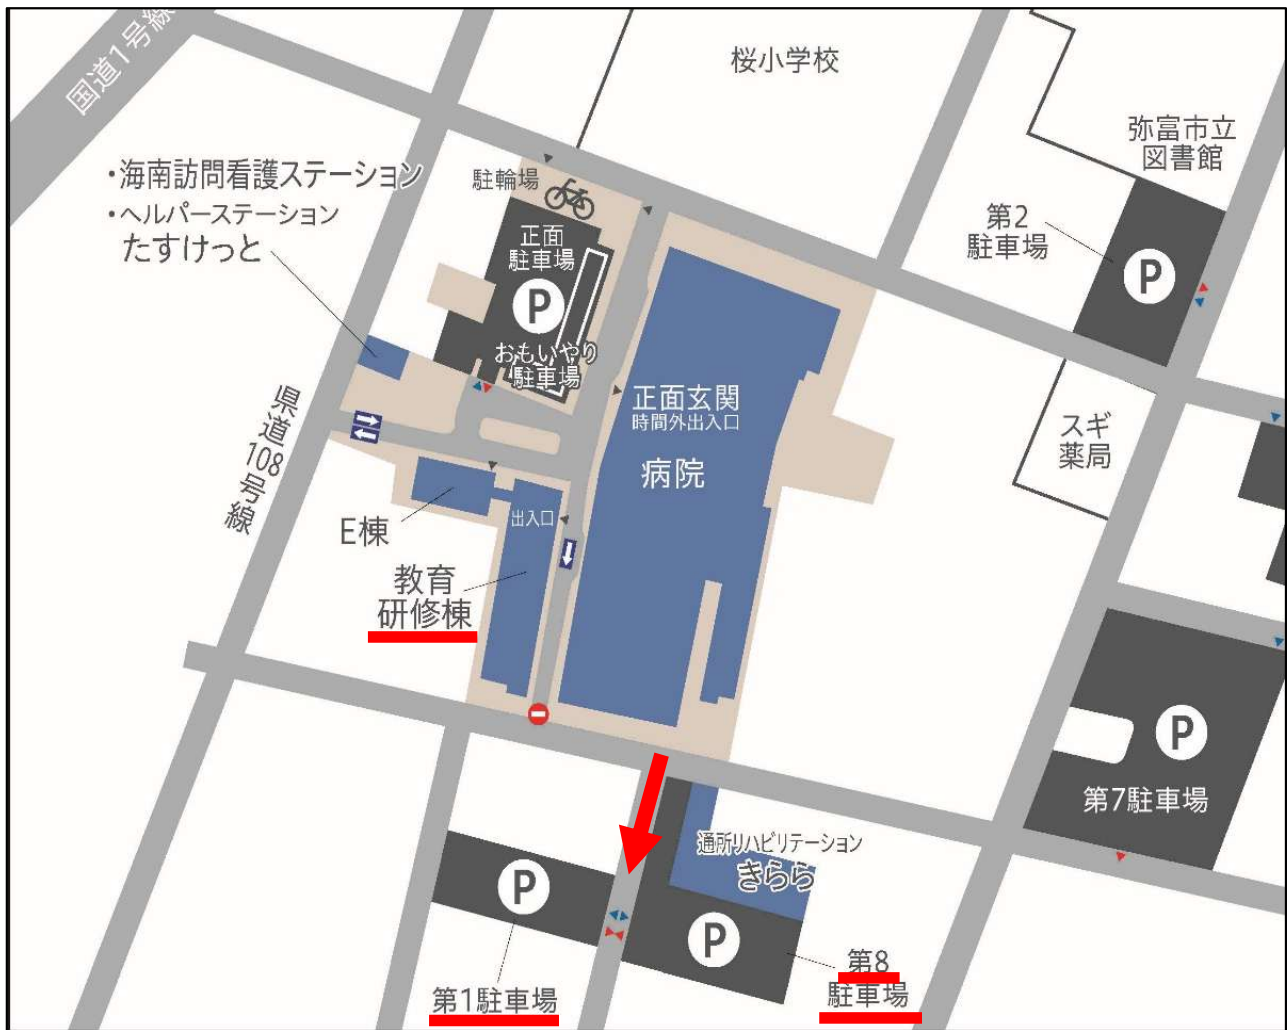 国道1号線
桜小学校
弥富市立
図書館
・海南訪問看護ステーション
・ヘルパーステーション
たすけっと
駐輪場
正面
駐車場
P
おもいやり
駐車場
第2
駐車場
P
県道108号線
正面玄関
時間外出入口
病院
スギ
薬局
E棟
出入口
教育
研修棟
P
第7駐車場
通所リハビリテーション
きらら
P
P
第1駐車場
第8
駐車場